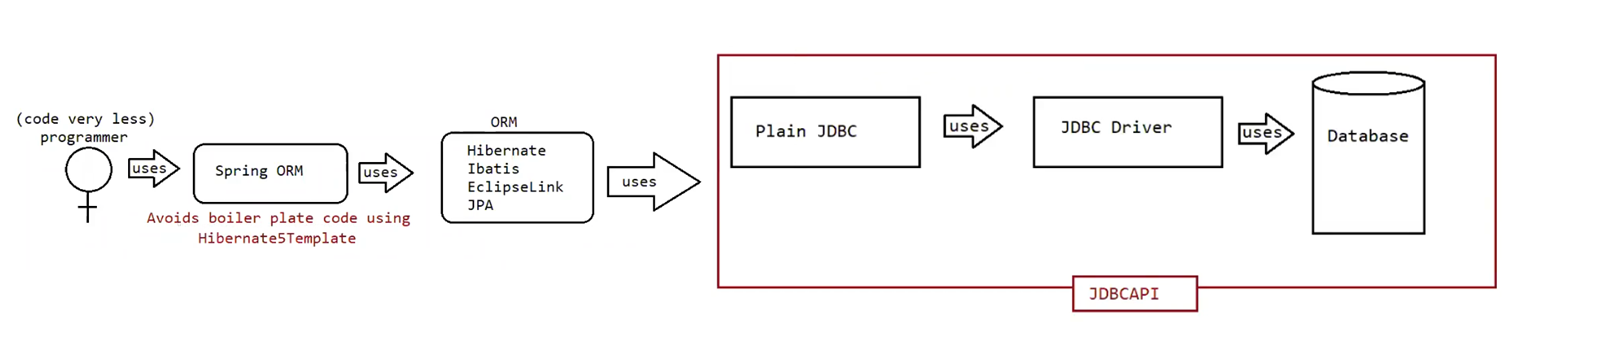 (code very less)
programmer
uses
Spring ORM
Avoids boiler plate code using
Hibernate5Template
uses
ORM
Hibernate
Ibatis
EclipseLink
JPA
uses
Plain JDBC
uses
JDBC Driver
uses
Database
JDBCAPI